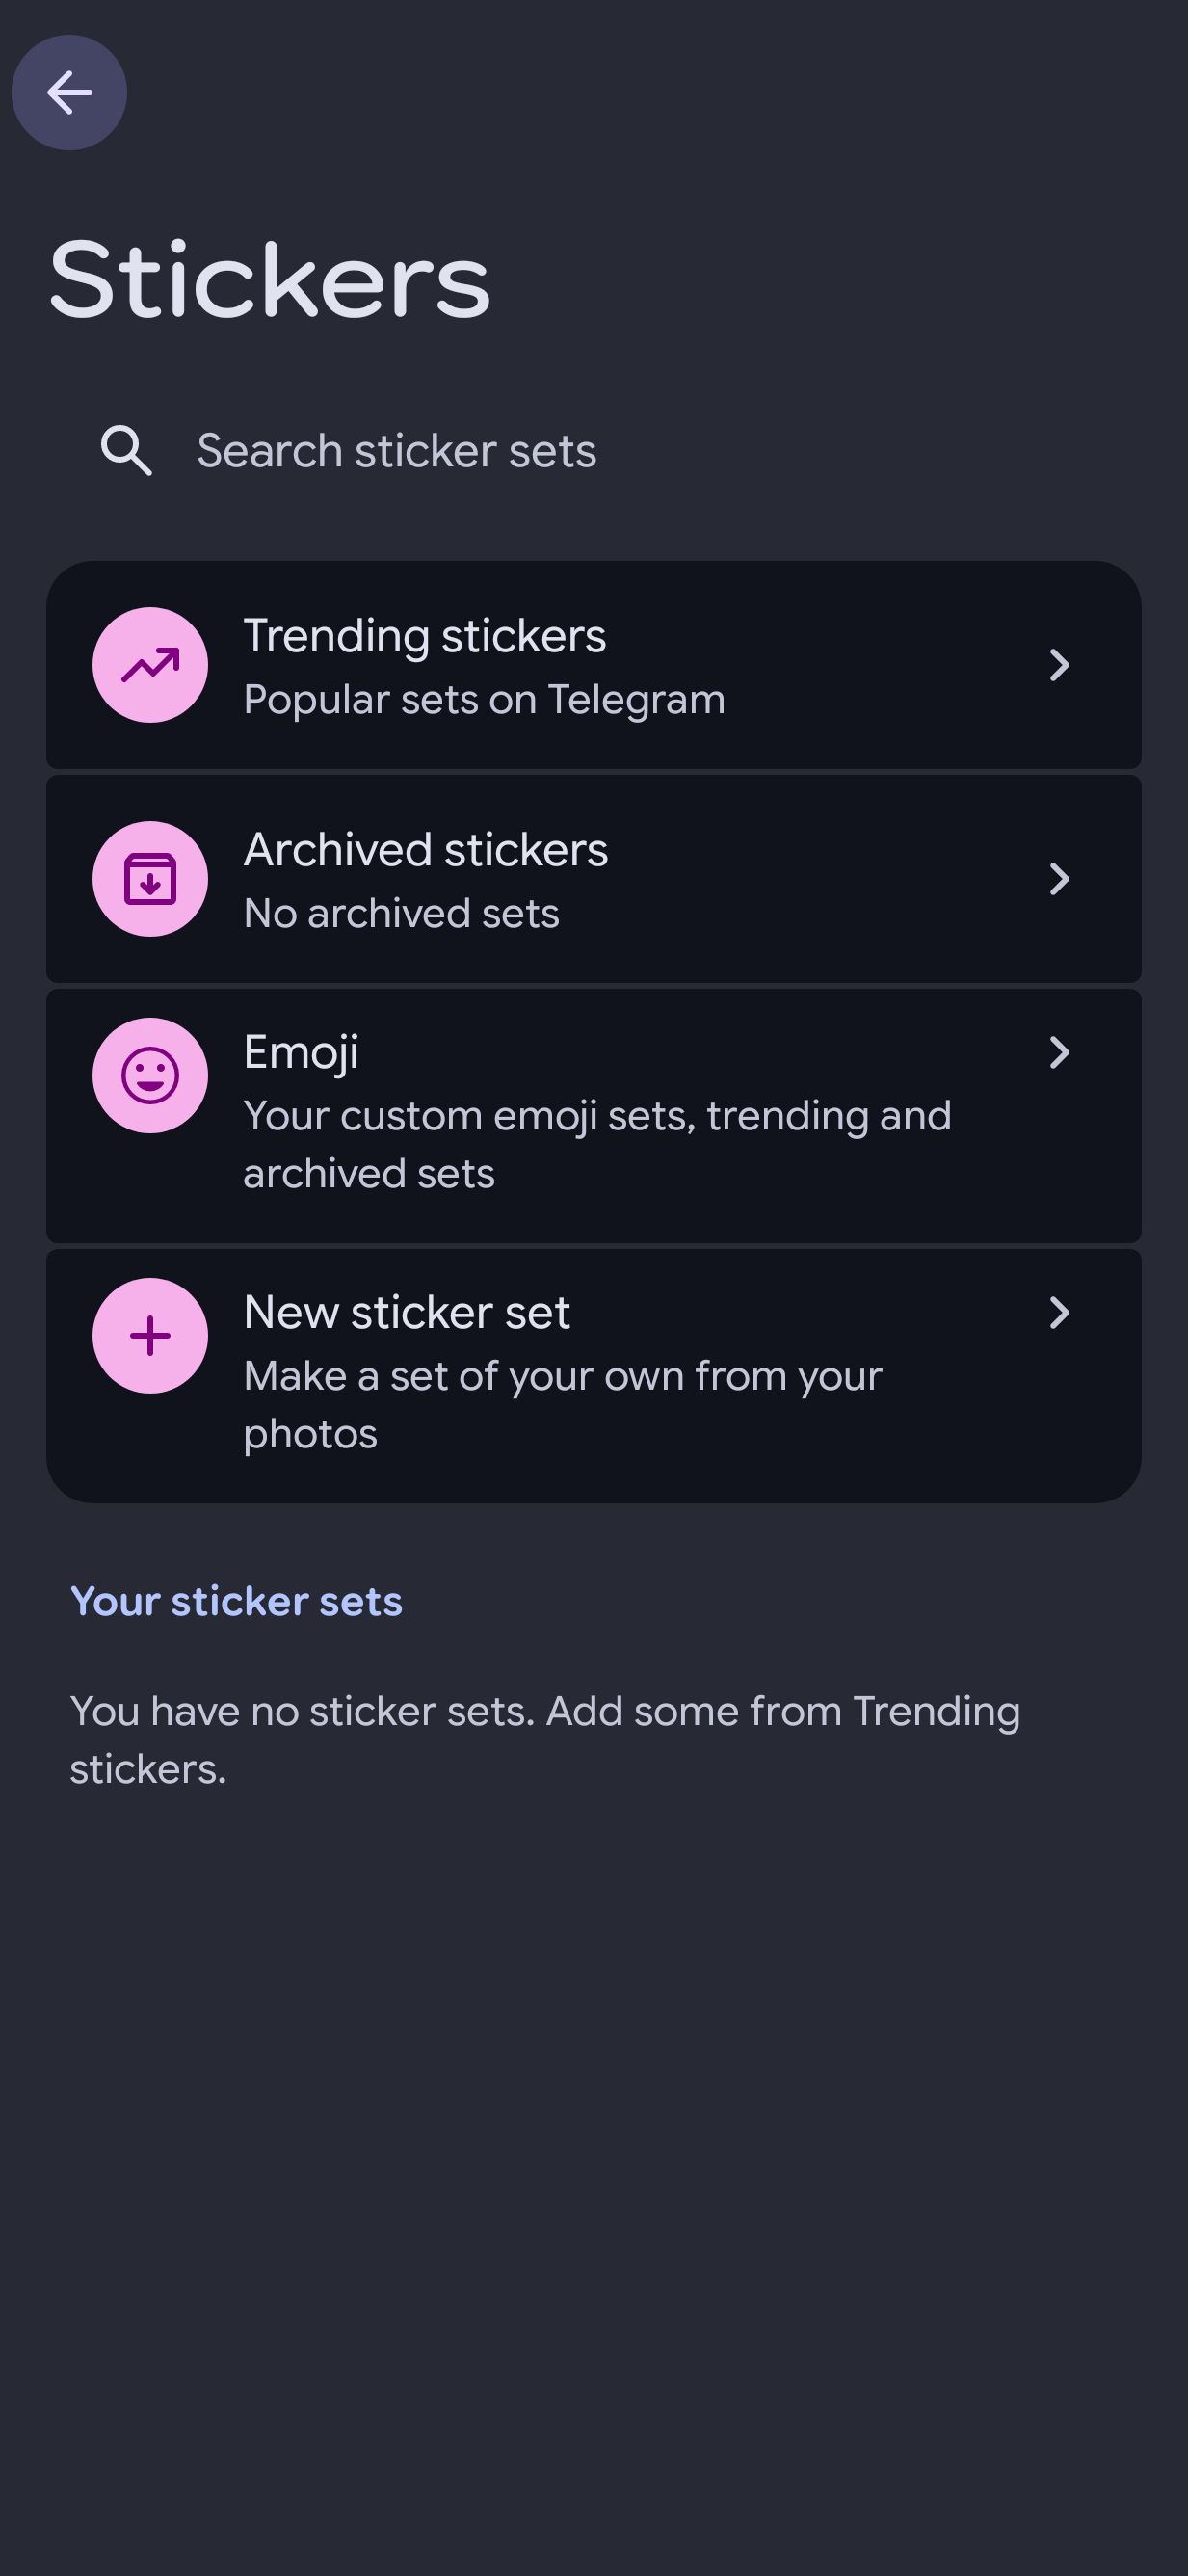 Stickers
Search sticker sets
Trending stickers
Popular sets on Telegram
Archived stickers
No archived sets
Emoji
Your custom emoji sets, trending and
archived sets
New sticker set
Make a set of your own from your
photos
Your sticker sets
You have no sticker sets. Add some from Trending
stickers.